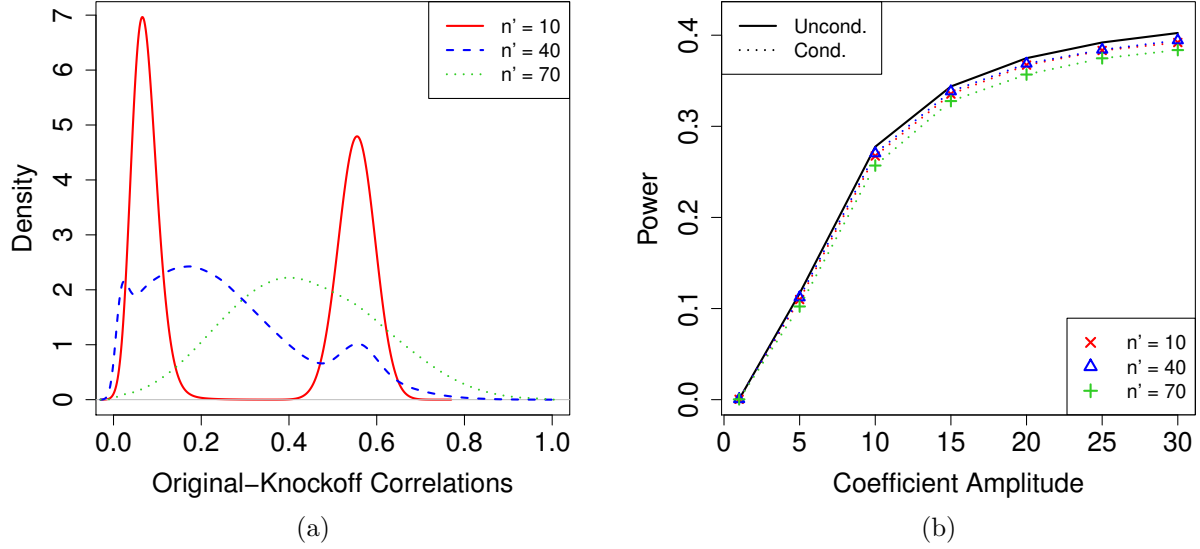 n' = 10
n' = 40
n' = 70
7
6
5
4
3
2
1
0
Density
0.0 0.2 0.4 0.6 0.8 1.0
Original−Knockoff Correlations
(a)
Uncond.
Cond.
0.4
0.3
0.2
0.1
0.0
Power
n' = 10
n' = 40
n' = 70
0 5 10 15 20 25 30
Coefficient Amplitude
(b)